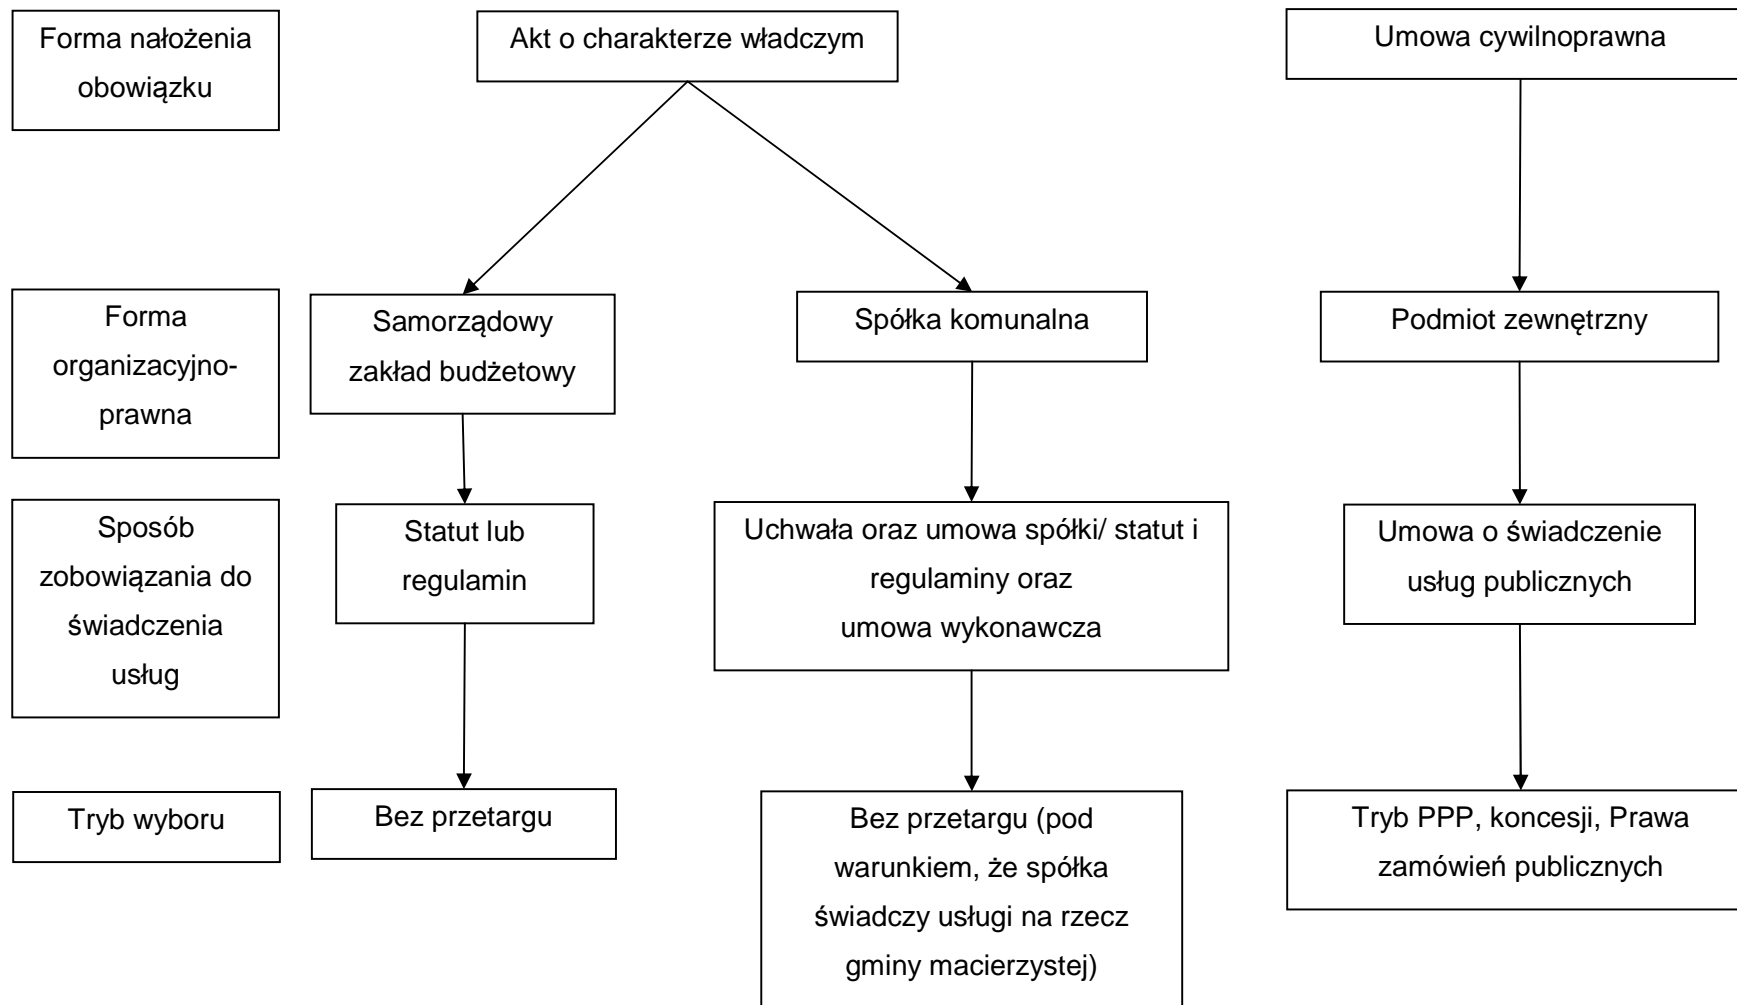 Forma nałożenia
obowiązku
Akt o charakterze władczym
Umowa cywilnoprawna
Forma
organizacyjno-
prawna
Samorządowy
zakład budżetowy
Spółka komunalna
Podmiot zewnętrzny
Sposób
zobowiązania do
świadczenia
usług
Statut lub
regulamin
Uchwała oraz umowa spółki/ statut i
regulaminy oraz
umowa wykonawcza
Umowa o świadczenie
usług publicznych
Tryb wyboru
Bez przetargu
Bez przetargu (pod
warunkiem, że spółka
świadczy usługi na rzecz
gminy macierzystej)
Tryb PPP, koncesji, Prawa
zamówień publicznych